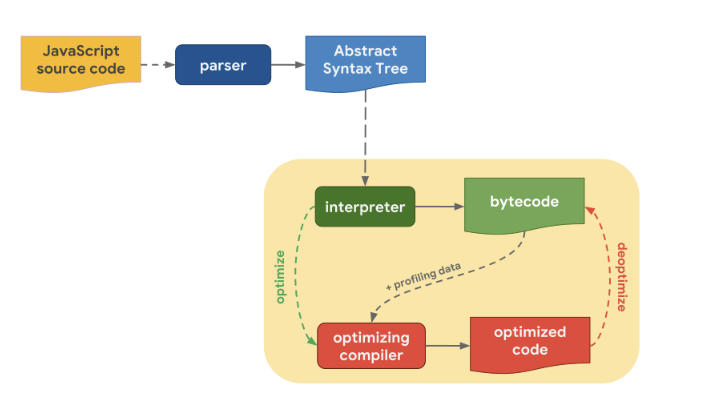 JavaScript
source code
parser
Abstract
Syntax Tree
interpreter
bytecode
optimize
+ profiling data
deoptimize
optimizing
compiler
optimized
code